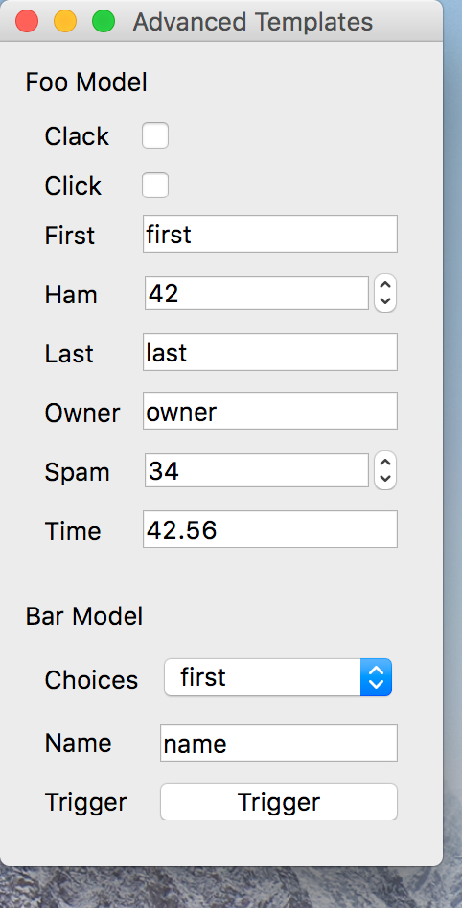 Advanced Templates
Foo Model
Clack
Click
First first
Ham 42
Last last
Owner owner
Spam 34
Time 42.56
Bar Model
Choices first
Name name
Trigger Trigger